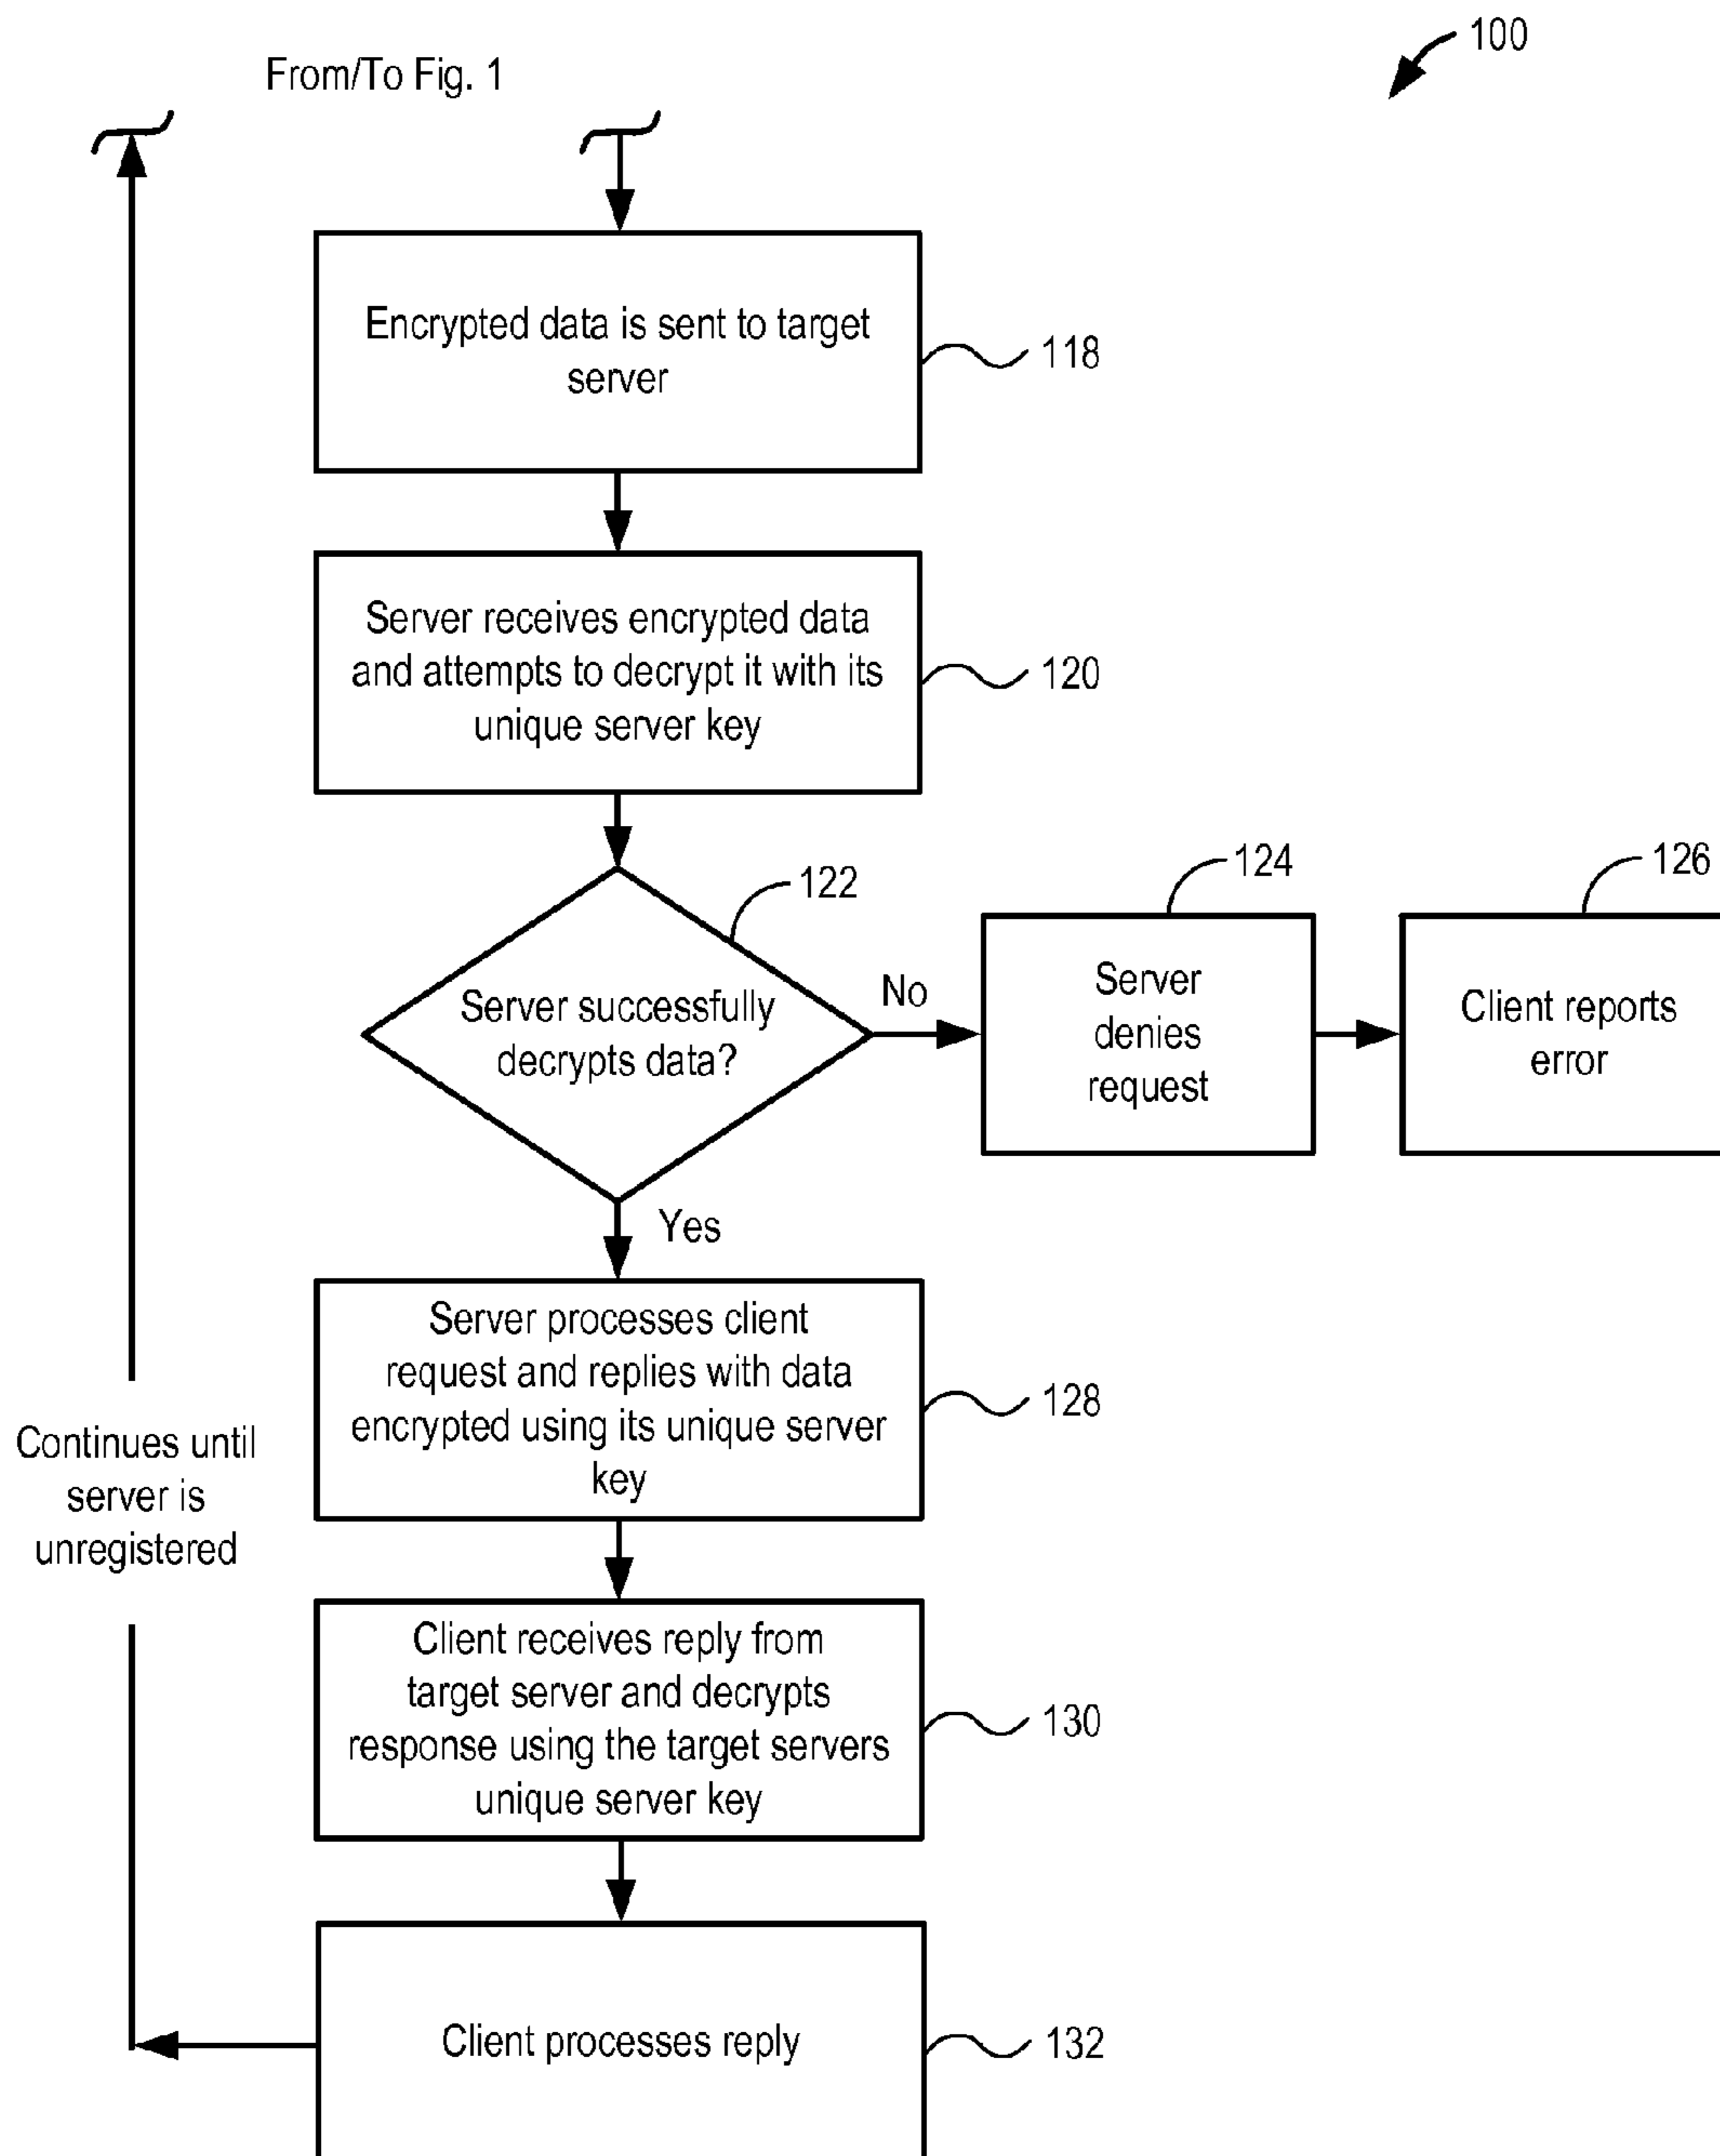 100
From/To Fig. 1
Encrypted data is sent to target
server
118
Server receives encrypted data
and attempts to decrypt it with its
unique server key
120
122
Server successfully
decrypts data?
No
124
Server
denies
request
126
Client reports
error
Yes
Server processes client
request and replies with data
encrypted using its unique server
key
128
Continues until
server is
unregistered
Client receives reply from
target server and decrypts
response using the target servers
unique server key
130
Client processes reply
132